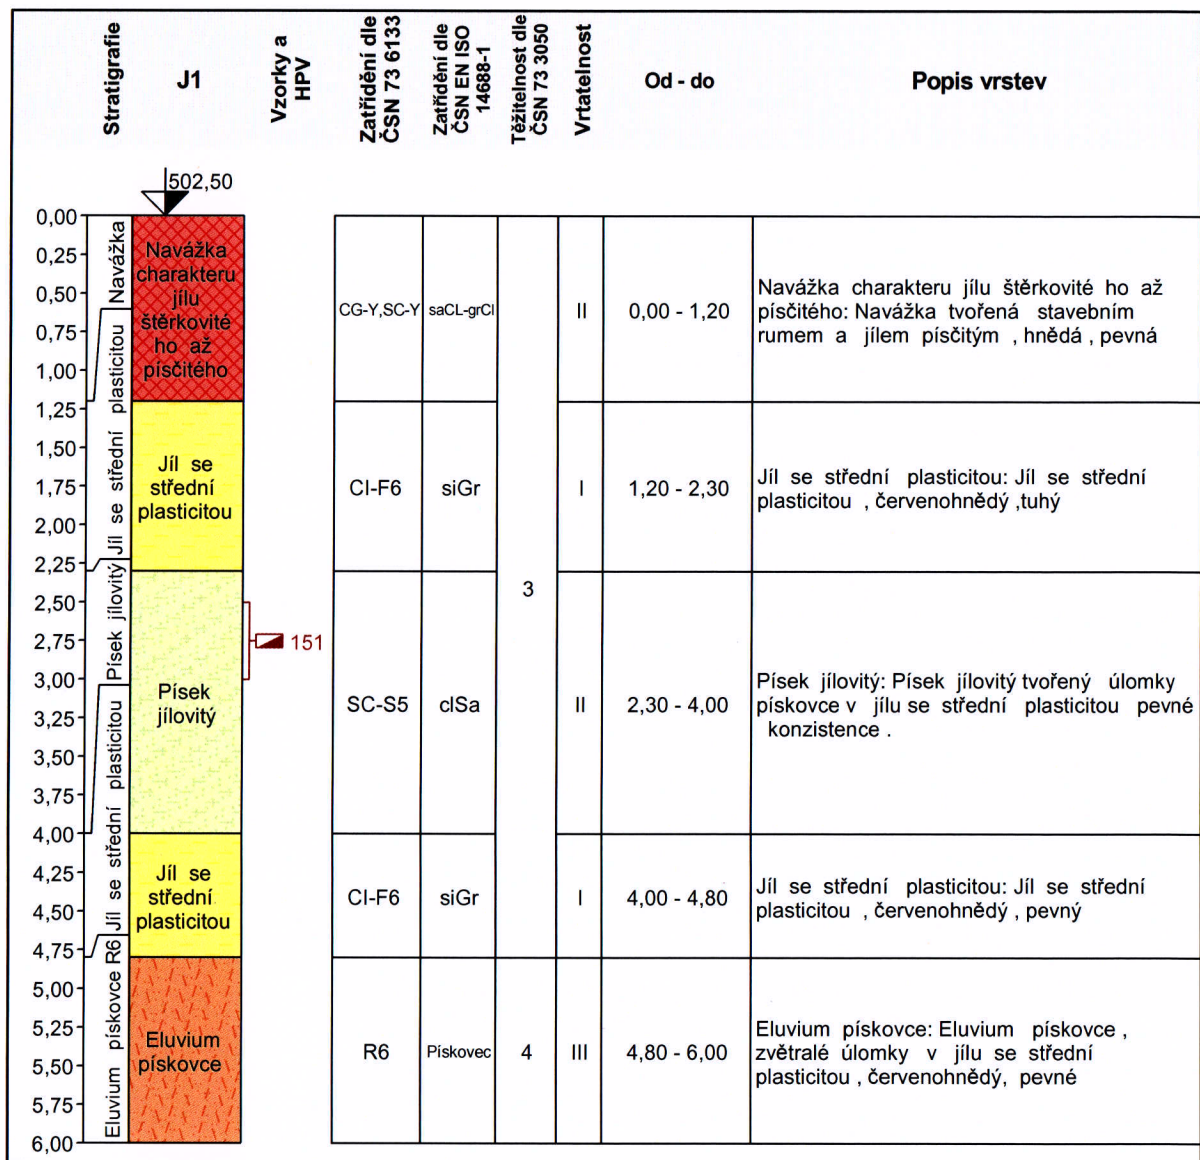 Stratigrafie
J1
Vzorky a
HPV
Zatřídění dle
ČSN 73 6133
Zatřídění dle
ČSN EN ISO
14688-1
Těžitelnost dle
ČSN 73 3050
Vrtatelnost
Od - do
Popis vrstev
502,50
0,00
0,25
0,50
0,75
1,00
1,25
1,50
1,75
2,00
2,25
2,50
2,75
3,00
3,25
3,50
3,75
4,00
4,25
4,50
4,75
5,00
5,25
5,50
5,75
6,00
Navážka
Jíl se střední plasticitou
Písek jílovitý
Jíl se střední plasticitou
Eluvium pískovce R6
Navážka
charakteru
jílu
štěrkovité
ho až
písčitého
CG-Y,SC-Y
saCL-grCl
II
0,00 - 1,20
Navážka charakteru jílu štěrkovité ho až
písčitého: Navážka tvořená stavebním
rumem a jílem písčitým , hnědá , pevná
Jíl se
střední
plasticitou
CI-F6
siGr
I
1,20 - 2,30
Jíl se střední plasticitou: Jíl se střední
plasticitou , červenohnědý ,tuhý
3
151
Písek
jílovitý
SC-S5
clSa
II
2,30 - 4,00
Písek jílovitý: Písek jílovitý tvořený úlomky
pískovce v jílu se střední plasticitou pevné
konzistence .
Jíl se
střední
plasticitou
CI-F6
siGr
I
4,00 - 4,80
Jíl se střední plasticitou: Jíl se střední
plasticitou , červenohnědý , pevný
Eluvium
pískovce
R6
Pískovec
4
III
4,80 - 6,00
Eluvium pískovce: Eluvium pískovce ,
zvětralé úlomky v jílu se střední
plasticitou , červenohnědý, pevné